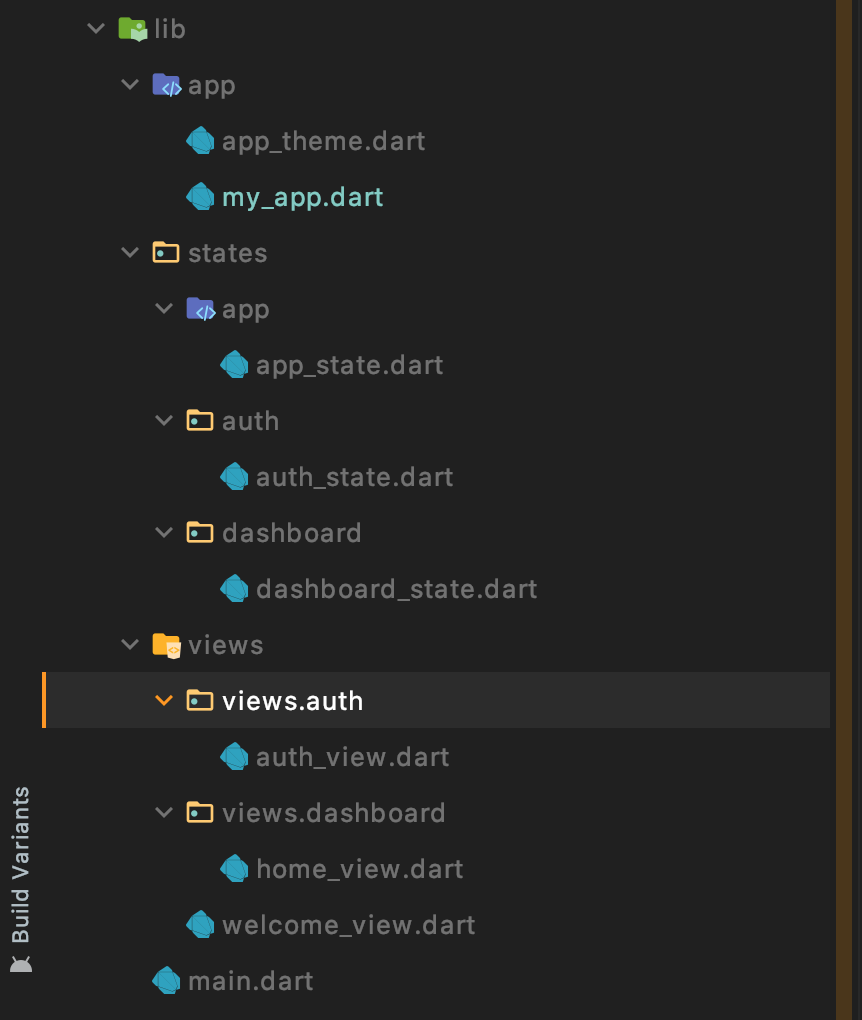 lib
app
app_theme.dart
my_app.dart
states
app
app_state.dart
auth
auth_state.dart
dashboard
dashboard_state.dart
views
views.auth
auth_view.dart
views.dashboard
home_view.dart
welcome_view.dart
main.dart
Build Variants